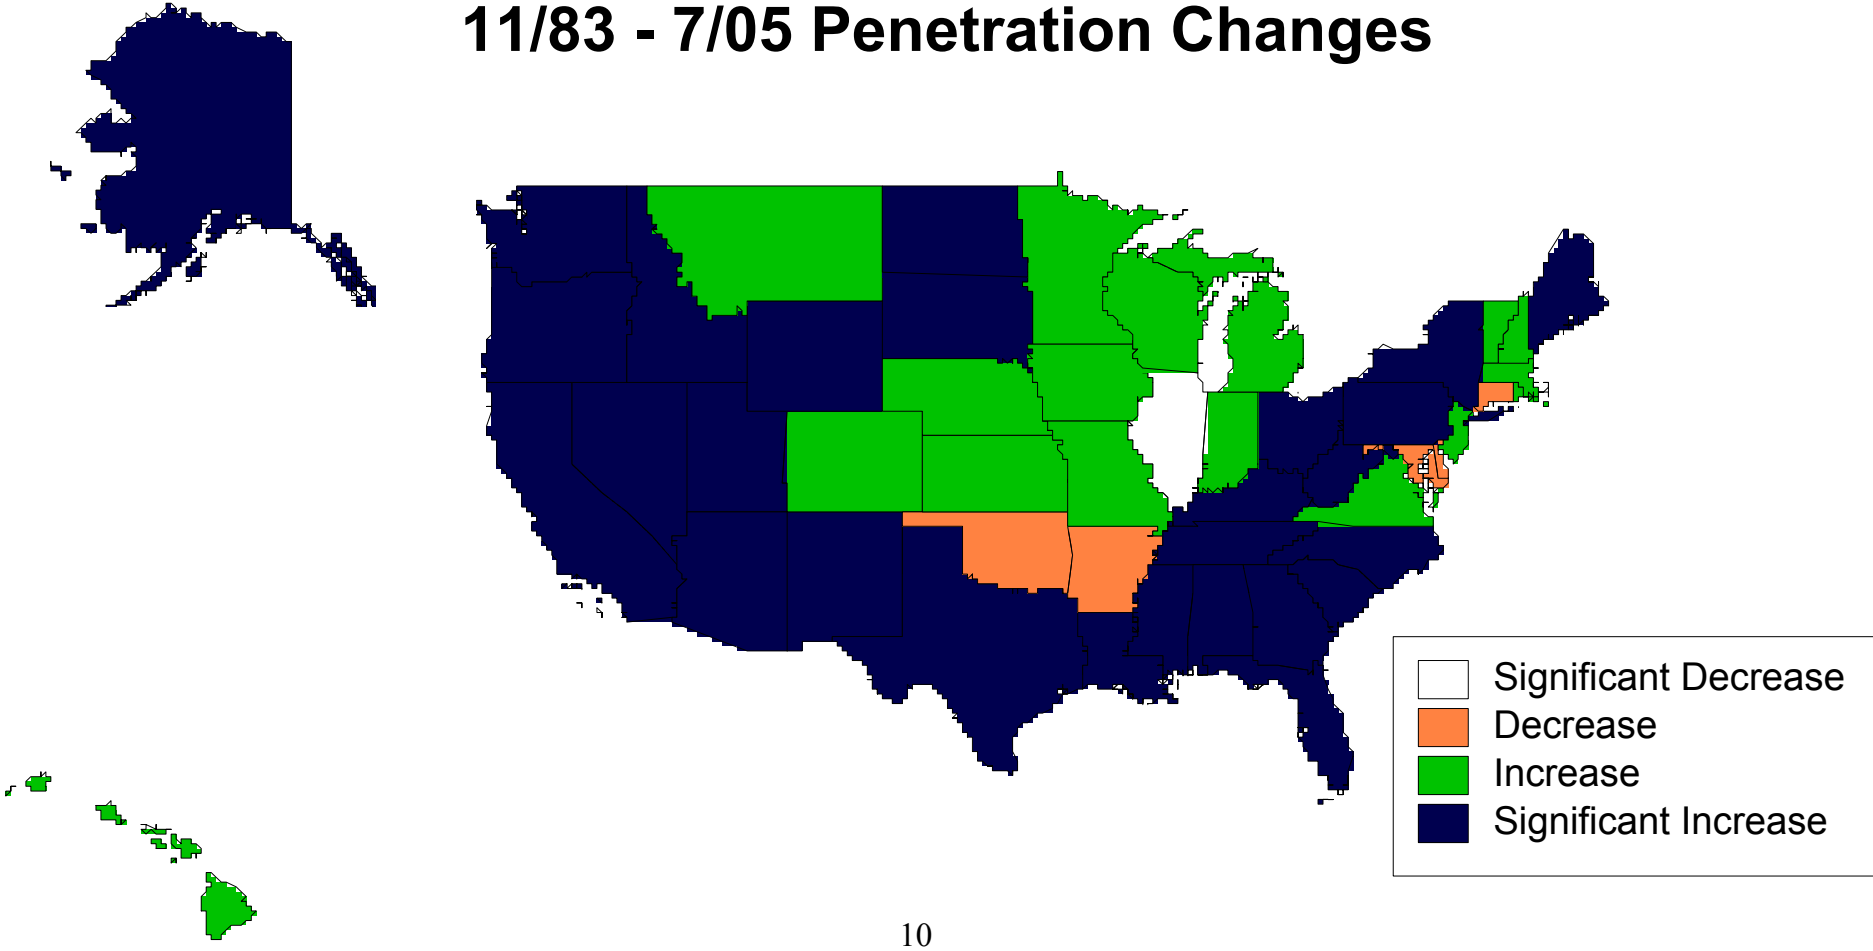 11/83 - 7/05 Penetration Changes
Significant Decrease
Decrease
Increase
Significant Increase
10